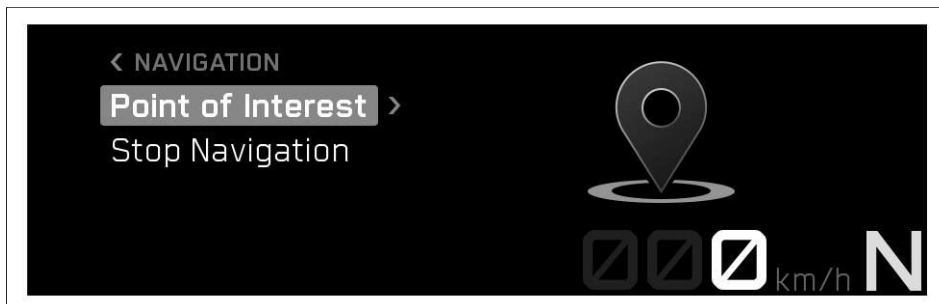 < NAVIGATION
Point of Interest >
Stop Navigation
000 km/h N